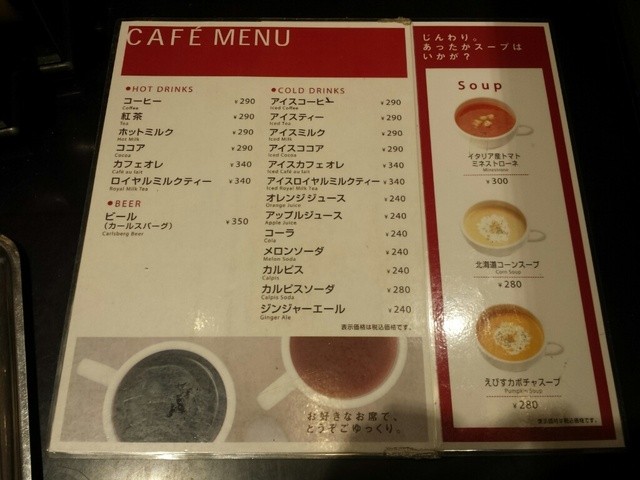 CAFÉ MENU
●HOT DRINKS
コーヒー ¥290
Coffee
紅茶 ¥290
Tea
ホットミルク ¥290
Hot Milk
ココア ¥290
Cocoa
カフェオレ ¥340
Café au lait
ロイヤルミルクティー ¥340
Royal Milk Tea
●BEER
ビール
(カールスバーグ) ¥350
Carlsberg Beer
●COLD DRINKS
アイスコーヒー ¥290
Iced Coffee
アイスティー ¥290
Iced Tea
アイスミルク ¥290
Iced Milk
アイスココア ¥290
Iced Cocoa
アイスカフェオレ ¥340
Iced Café au lait
アイスロイヤルミルクティー ¥340
Iced Royal Milk Tea
オレンジジュース ¥240
Orange Juice
アップルジュース ¥240
Apple Juice
コーラ ¥240
Cola
メロンソーダ ¥240
Melon Soda
カルピス ¥240
Calpis
カルピスソーダ ¥280
Calpis Soda
ジンジャーエール ¥240
Ginger Ale
表示価格は税込価格です。
お好きなお席で、
どうぞごゆっくり。
じんわり。
あったかスープは
いかが？
Soup
イタリア産トマト
ミネストローネ
Minestrone
¥300
北海道コーンスープ
Corn Soup
¥280
えびすカボチャスープ
Pumpkin Soup
¥280
表示価格は税込価格です。